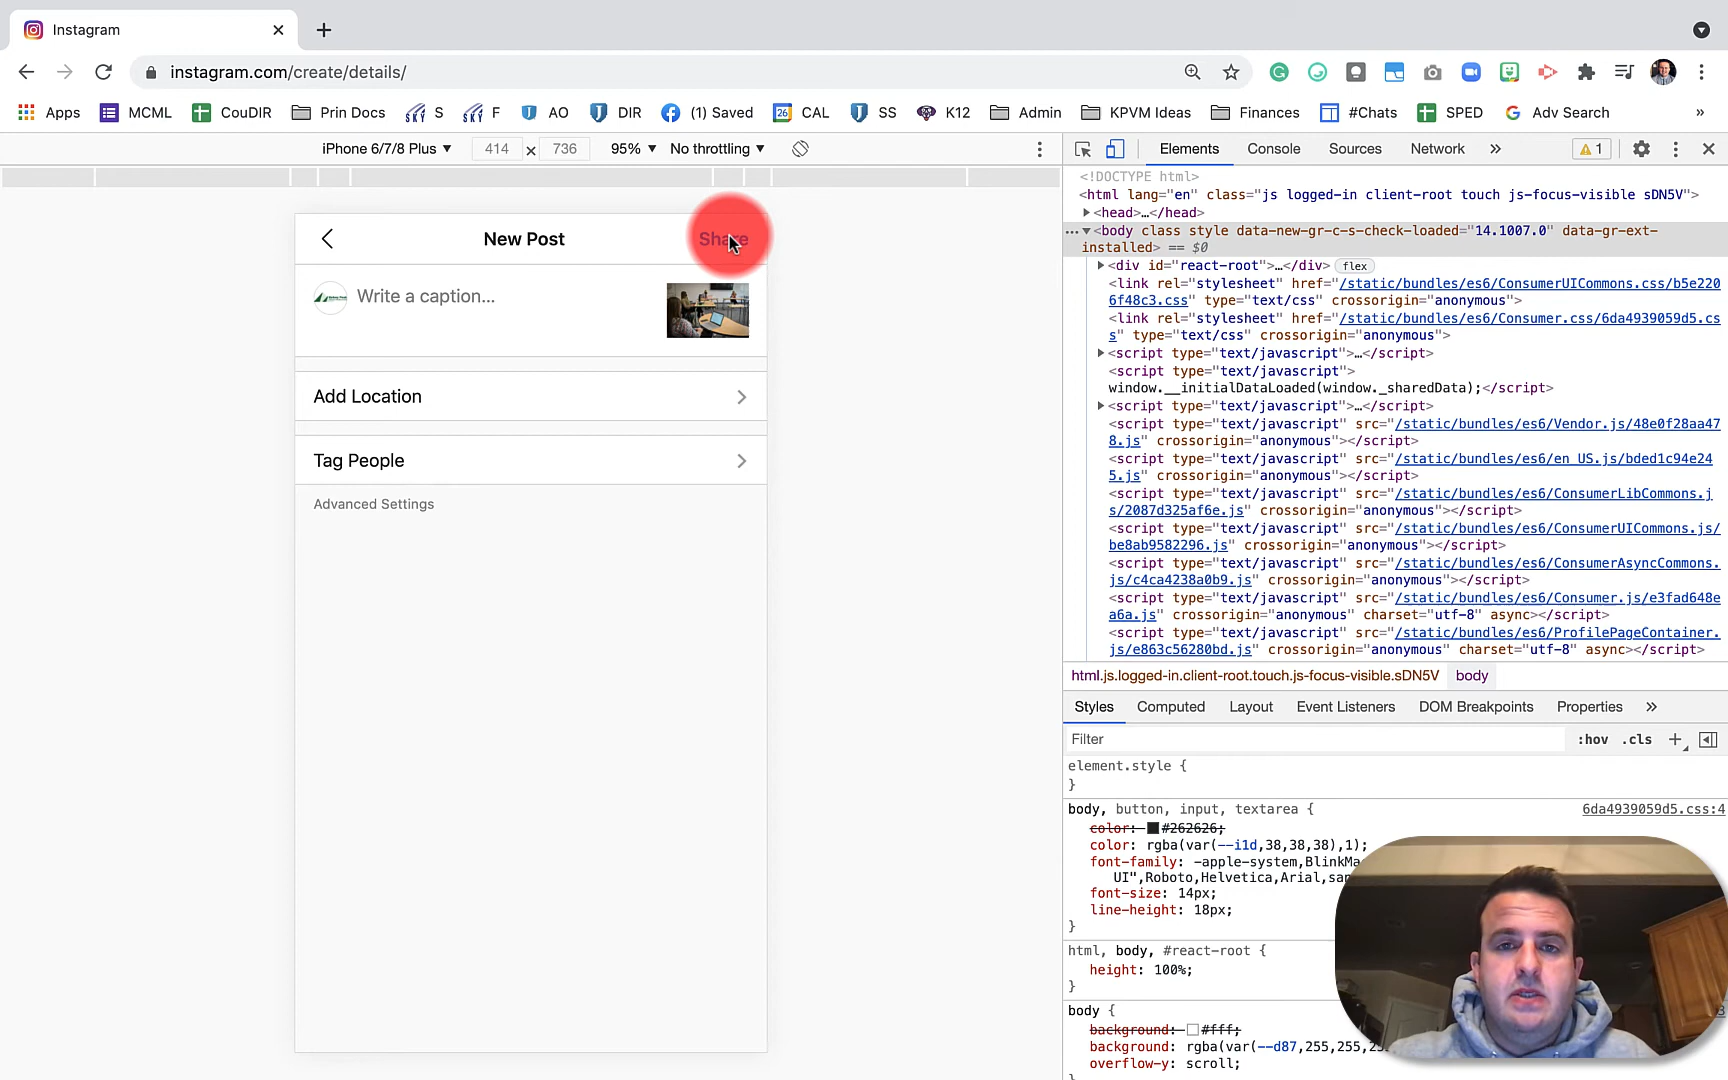 Instagram
instagram.com/create/details/
Apps MCML CouDIR Prin Docs S F AO DIR (1) Saved 26 CAL SS K12 Admin KPVM Ideas Finances #Chats SPED Adv Search »
iPhone 6/7/8 Plus 414 × 736 95% No throttling
Elements Console Sources Network » 1
New Post Share
Write a caption...
Add Location
Tag People
Advanced Settings
<!DOCTYPE html>
<html lang="en" class="js logged-in client-root touch js-focus-visible sDN5V">
<head>…</head>
…<body class style data-new-gr-c-s-check-loaded="14.1007.0" data-gr-ext-
installed> == $0
<div id="react-root">…</div> flex
<link rel="stylesheet" href="/static/bundles/es6/ConsumerUICommons.css/b5e220
6f48c3.css" type="text/css" crossorigin="anonymous">
<link rel="stylesheet" href="/static/bundles/es6/Consumer.css/6da4939059d5.cs
s" type="text/css" crossorigin="anonymous">
<script type="text/javascript">…</script>
<script type="text/javascript">
window.__initialDataLoaded(window._sharedData);</script>
<script type="text/javascript">…</script>
<script type="text/javascript" src="/static/bundles/es6/Vendor.js/48e0f28aa47
8.js" crossorigin="anonymous"></script>
<script type="text/javascript" src="/static/bundles/es6/en_US.js/bded1c94e24
5.js" crossorigin="anonymous"></script>
<script type="text/javascript" src="/static/bundles/es6/ConsumerLibCommons.j
s/2087d325af6e.js" crossorigin="anonymous"></script>
<script type="text/javascript" src="/static/bundles/es6/ConsumerUICommons.js/
be8ab9582296.js" crossorigin="anonymous"></script>
<script type="text/javascript" src="/static/bundles/es6/ConsumerAsyncCommons.
js/c4ca4238a0b9.js" crossorigin="anonymous"></script>
<script type="text/javascript" src="/static/bundles/es6/Consumer.js/e3fad648e
a6a.js" crossorigin="anonymous" charset="utf-8" async></script>
<script type="text/javascript" src="/static/bundles/es6/ProfilePageContainer.
js/e863c56280bd.js" crossorigin="anonymous" charset="utf-8" async></script>
html.js.logged-in.client-root.touch.js-focus-visible.sDN5V body
Styles Computed Layout Event Listeners DOM Breakpoints Properties »
Filter :hov .cls +
element.style {
}
body, button, input, textarea { 6da4939059d5.css:4
color: #262626;
color: rgba(var(--i1d,38,38,38),1);
font-family: -apple-system,BlinkMa
UI",Roboto,Helvetica,Arial,san
font-size: 14px;
line-height: 18px;
}
html, body, #react-root {
height: 100%;
}
body {
background: #fff;
background: rgba(var(--d87,255,255,25
overflow-y: scroll;
}